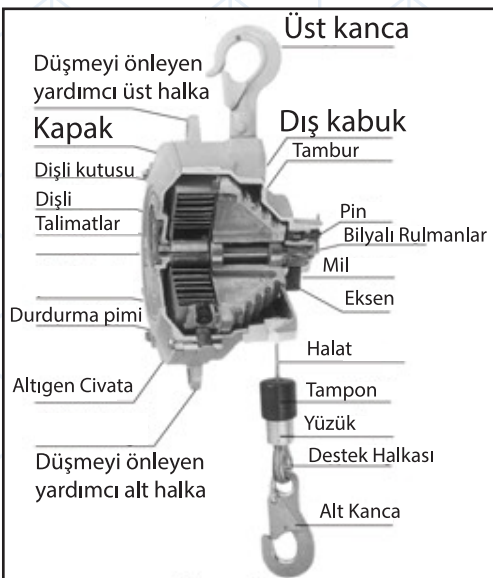 Üst kanca
Düşmeyi önleyen
yardımcı üst halka
Kapak
Dış kabuk
Tambur
Dişli kutusu
Dişli
Talimatlar
Pin
Bilyalı Rulmanlar
Mil
Eksen
Durdurma pimi
Halat
Altıgen Civata
Tampon
Yüzük
Düşmeyi önleyen
yardımcı alt halka
Destek Halkası
Alt Kanca